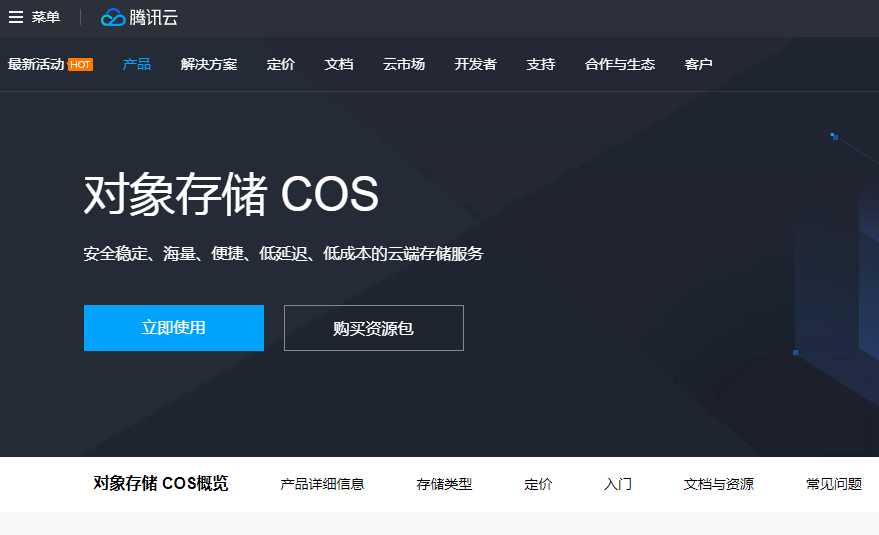 菜单 腾讯云
最新活动 HOT 产品 解决方案 定价 文档 云市场 开发者 支持 合作与生态 客户
对象存储 COS
安全稳定、海量、便捷、低延迟、低成本的云端存储服务
立即使用 购买资源包
对象存储 COS概览 产品详细信息 存储类型 定价 入门 文档与资源 常见问题